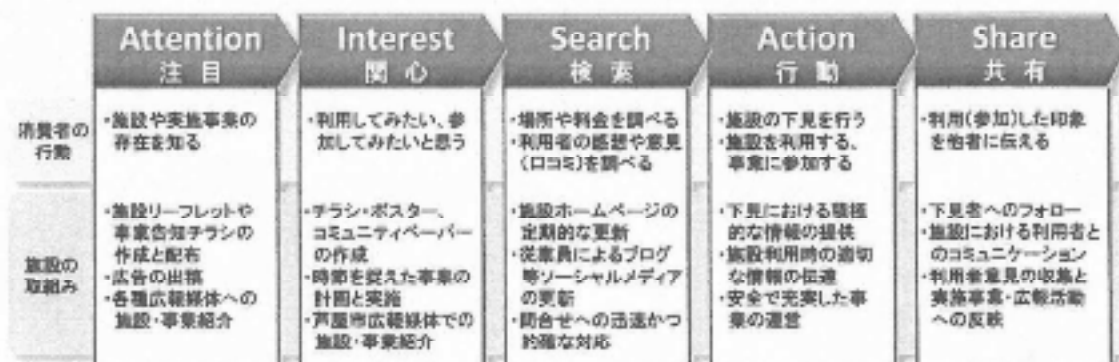 Attention
注目
Interest
関心
Search
検索
Action
行動
Share
共有
消費者の
行動
・施設や実施事業の
存在を知る
・利用してみたい、参
加してみたいと思う
・場所や料金を調べる
・利用者の感想や意見
(口コミ)を調べる
・施設の下見を行う
・施設を利用する、
事業に参加する
・利用(参加)した印象
を他者に伝える
施設の
取組み
・施設リーフレットや
事業告知チラシの
作成と配布
・広告の出稿
・各種広報媒体への
施設・事業紹介
・チラシ・ポスター、
コミュニティペーパー
の作成
・時節を捉えた事業の
計画と実施
・芦屋市広報媒体での
施設・事業紹介
・施設ホームページの
定期的な更新
・従業員によるブログ
等ソーシャルメディア
の更新
・問合せへの迅速かつ
的確な対応
・下見における積極
的な情報の提供
・施設利用時の適切
な情報の伝達
・安全で充実した事
業の運営
・下見者へのフォロー
・施設における利用者と
のコミュニケーション
・利用者意見の収集と
実施事業・広報活動
への反映